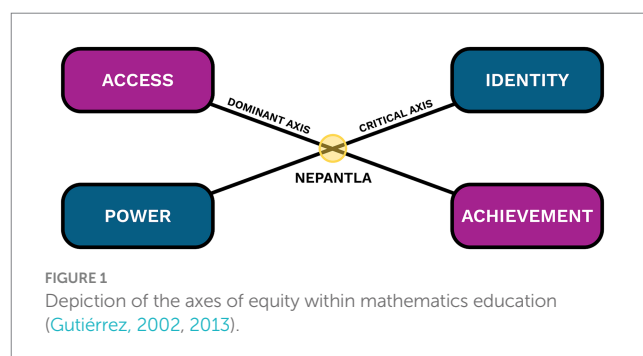 ACCESS
IDENTITY
DOMINANT AXIS
CRITICAL AXIS
NEPANTLA
POWER
ACHIEVEMENT
FIGURE 1
Depiction of the axes of equity within mathematics education
(Gutiérrez, 2002, 2013).